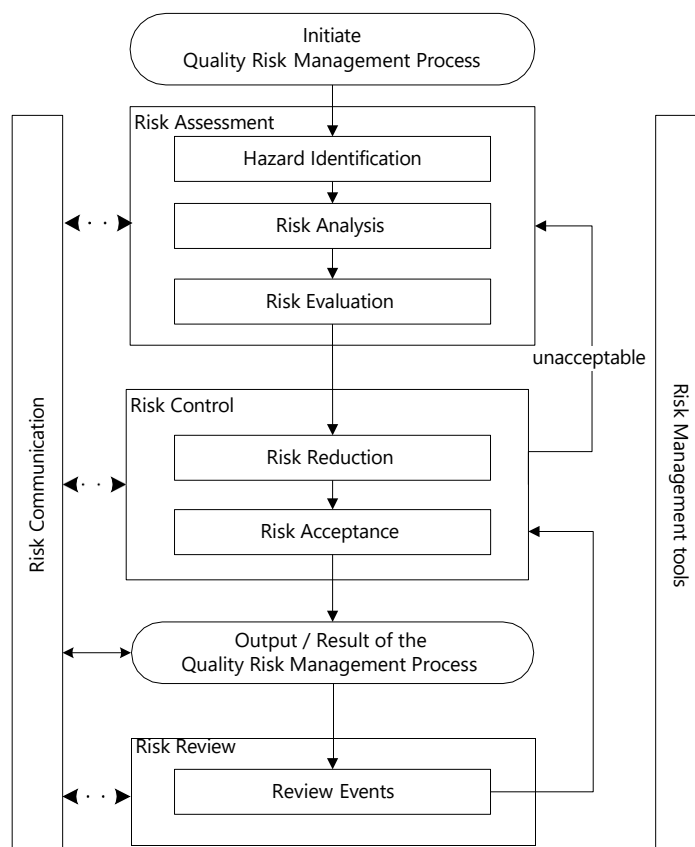 Initiate
Quality Risk Management Process
Risk Assessment
Hazard Identification
Risk Analysis
Risk Evaluation
unacceptable
Risk Control
Risk Reduction
Risk Acceptance
Output / Result of the
Quality Risk Management Process
Risk Review
Review Events
Risk Communication
Risk Management tools